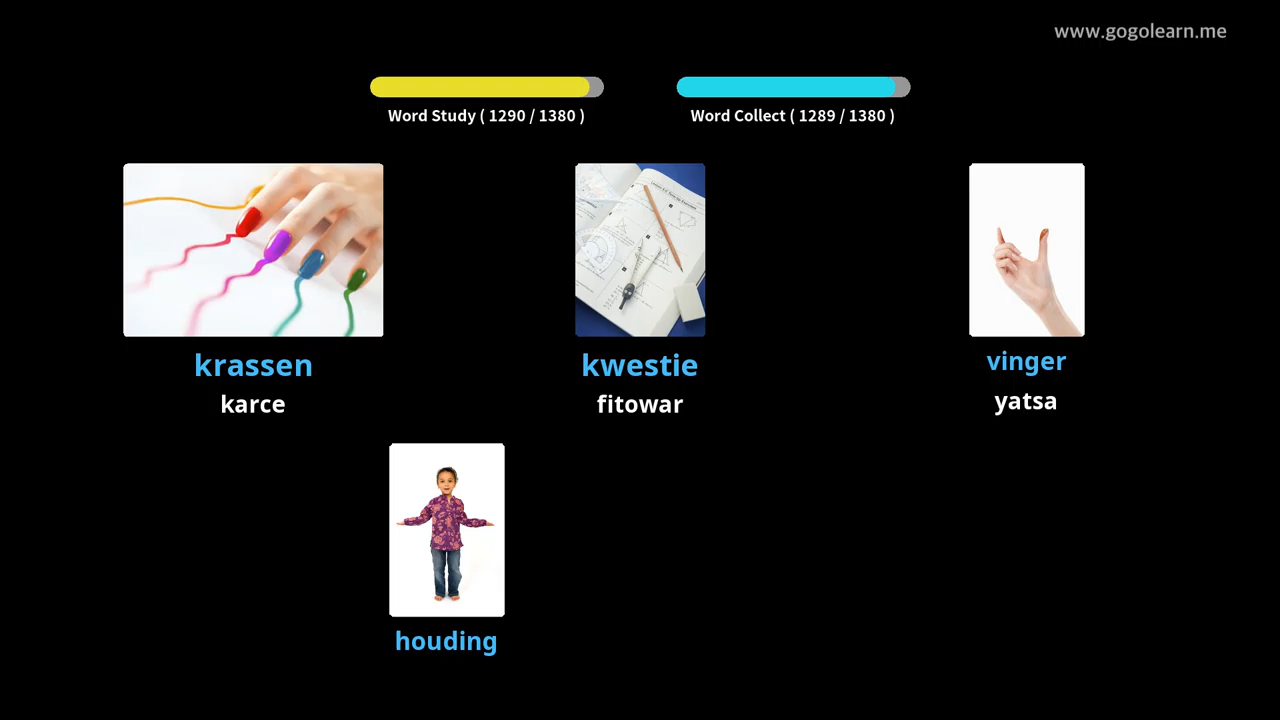 www.gogolearn.me
Word Study ( 1290 / 1380 )
Word Collect ( 1289 / 1380 )
krassen
karce
kwestie
fitowar
vinger
yatsa
houding